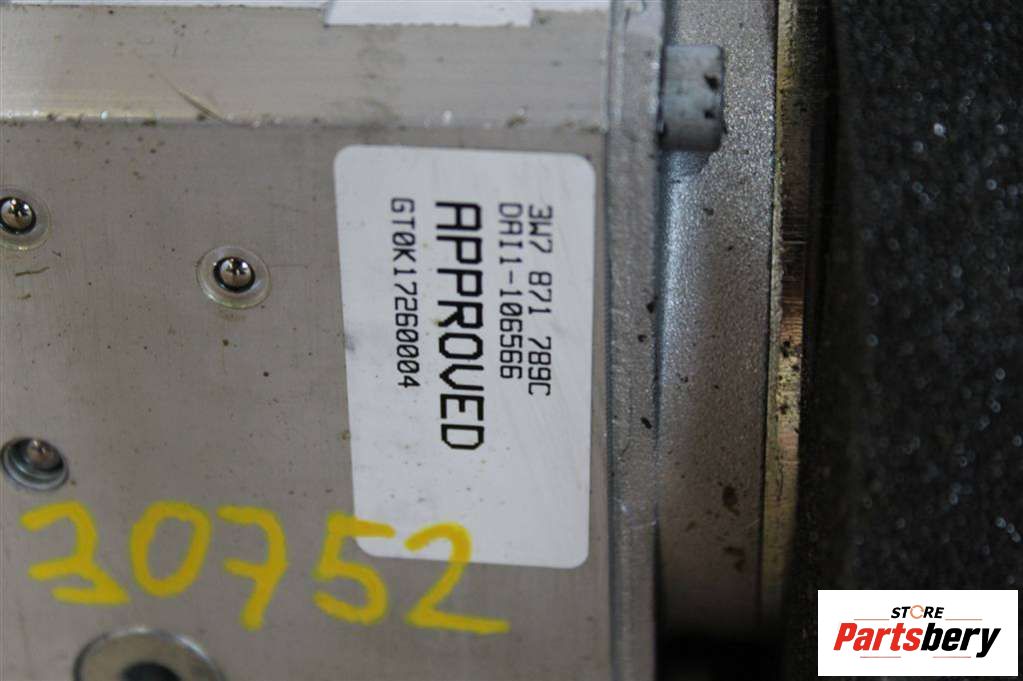 3W7 871 789C
DAI1-106566
APPROVED
GT0K17260004
30752
STORE
Partsbery